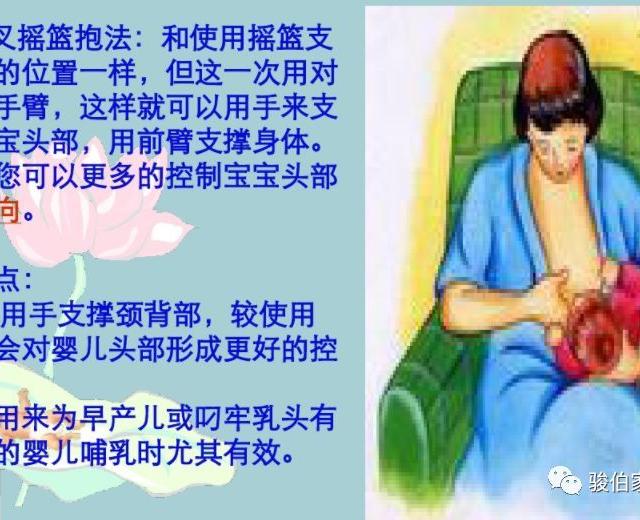 叉摇篮抱法：和使用摇篮支
的位置一样，但这一次用对
手臂，这样就可以用手来支
宝头部，用前臂支撑身体。
您可以更多的控制宝宝头部
向。
点：
用手支撑颈背部，较使用
会对婴儿头部形成更好的控
用来为早产儿或叼牢乳头有
的婴儿哺乳时尤其有效。
骏伯家